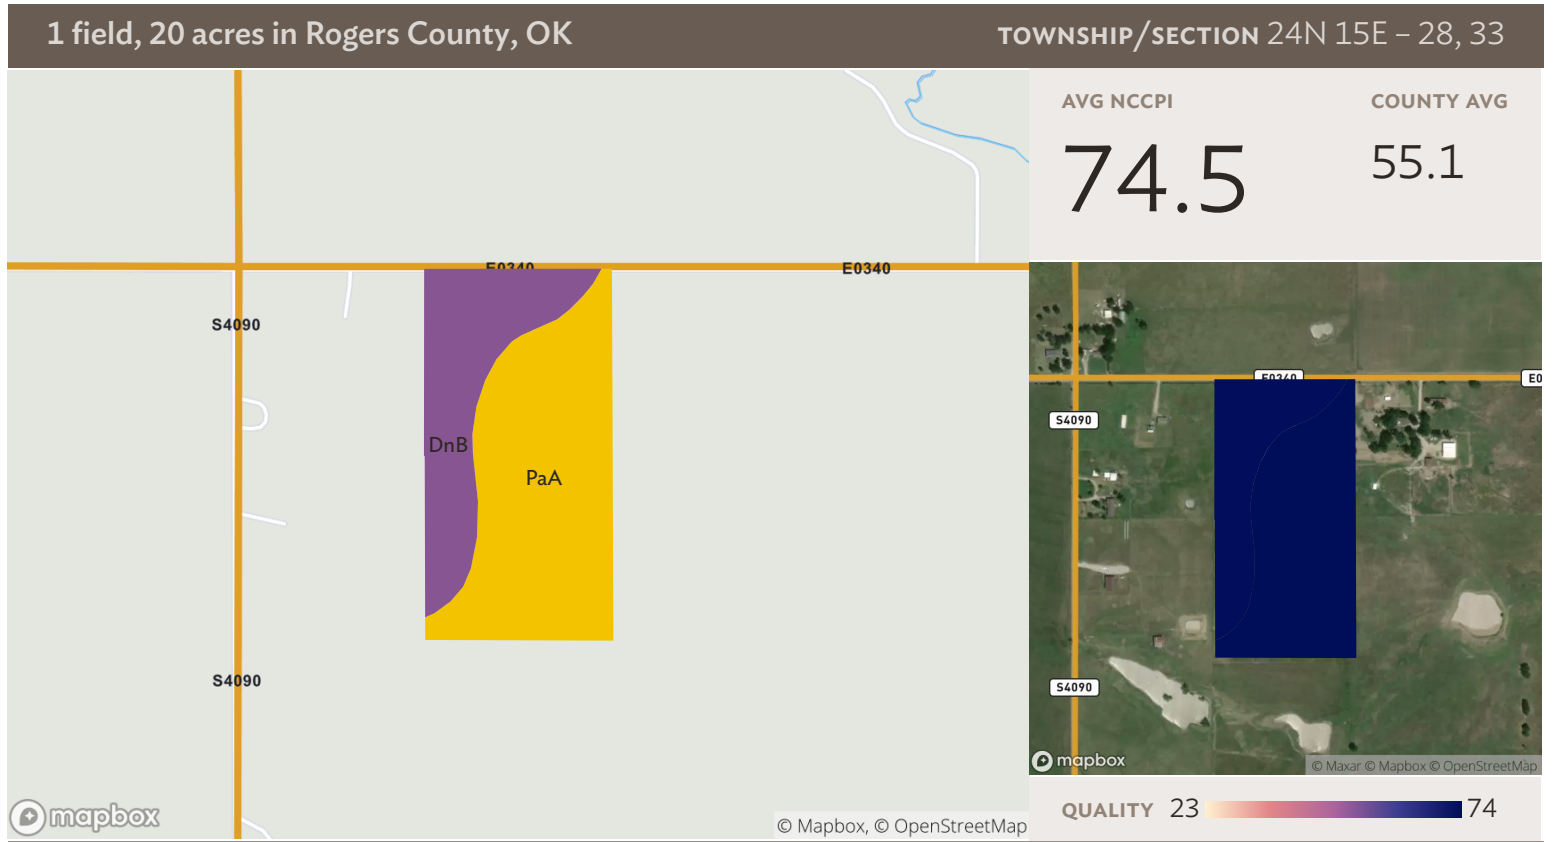 1 field, 20 acres in Rogers County, OK
TOWNSHIP/SECTION 24N 15E – 28, 33
AVG NCCPI
COUNTY AVG
74.5
55.1
E0340
E0340
S4090
DnB
PaA
S4090
mapbox
© Mapbox, © OpenStreetMap
E0340
E0
S4090
S4090
mapbox
© Maxar © Mapbox © OpenStreetMap
QUALITY 23 74